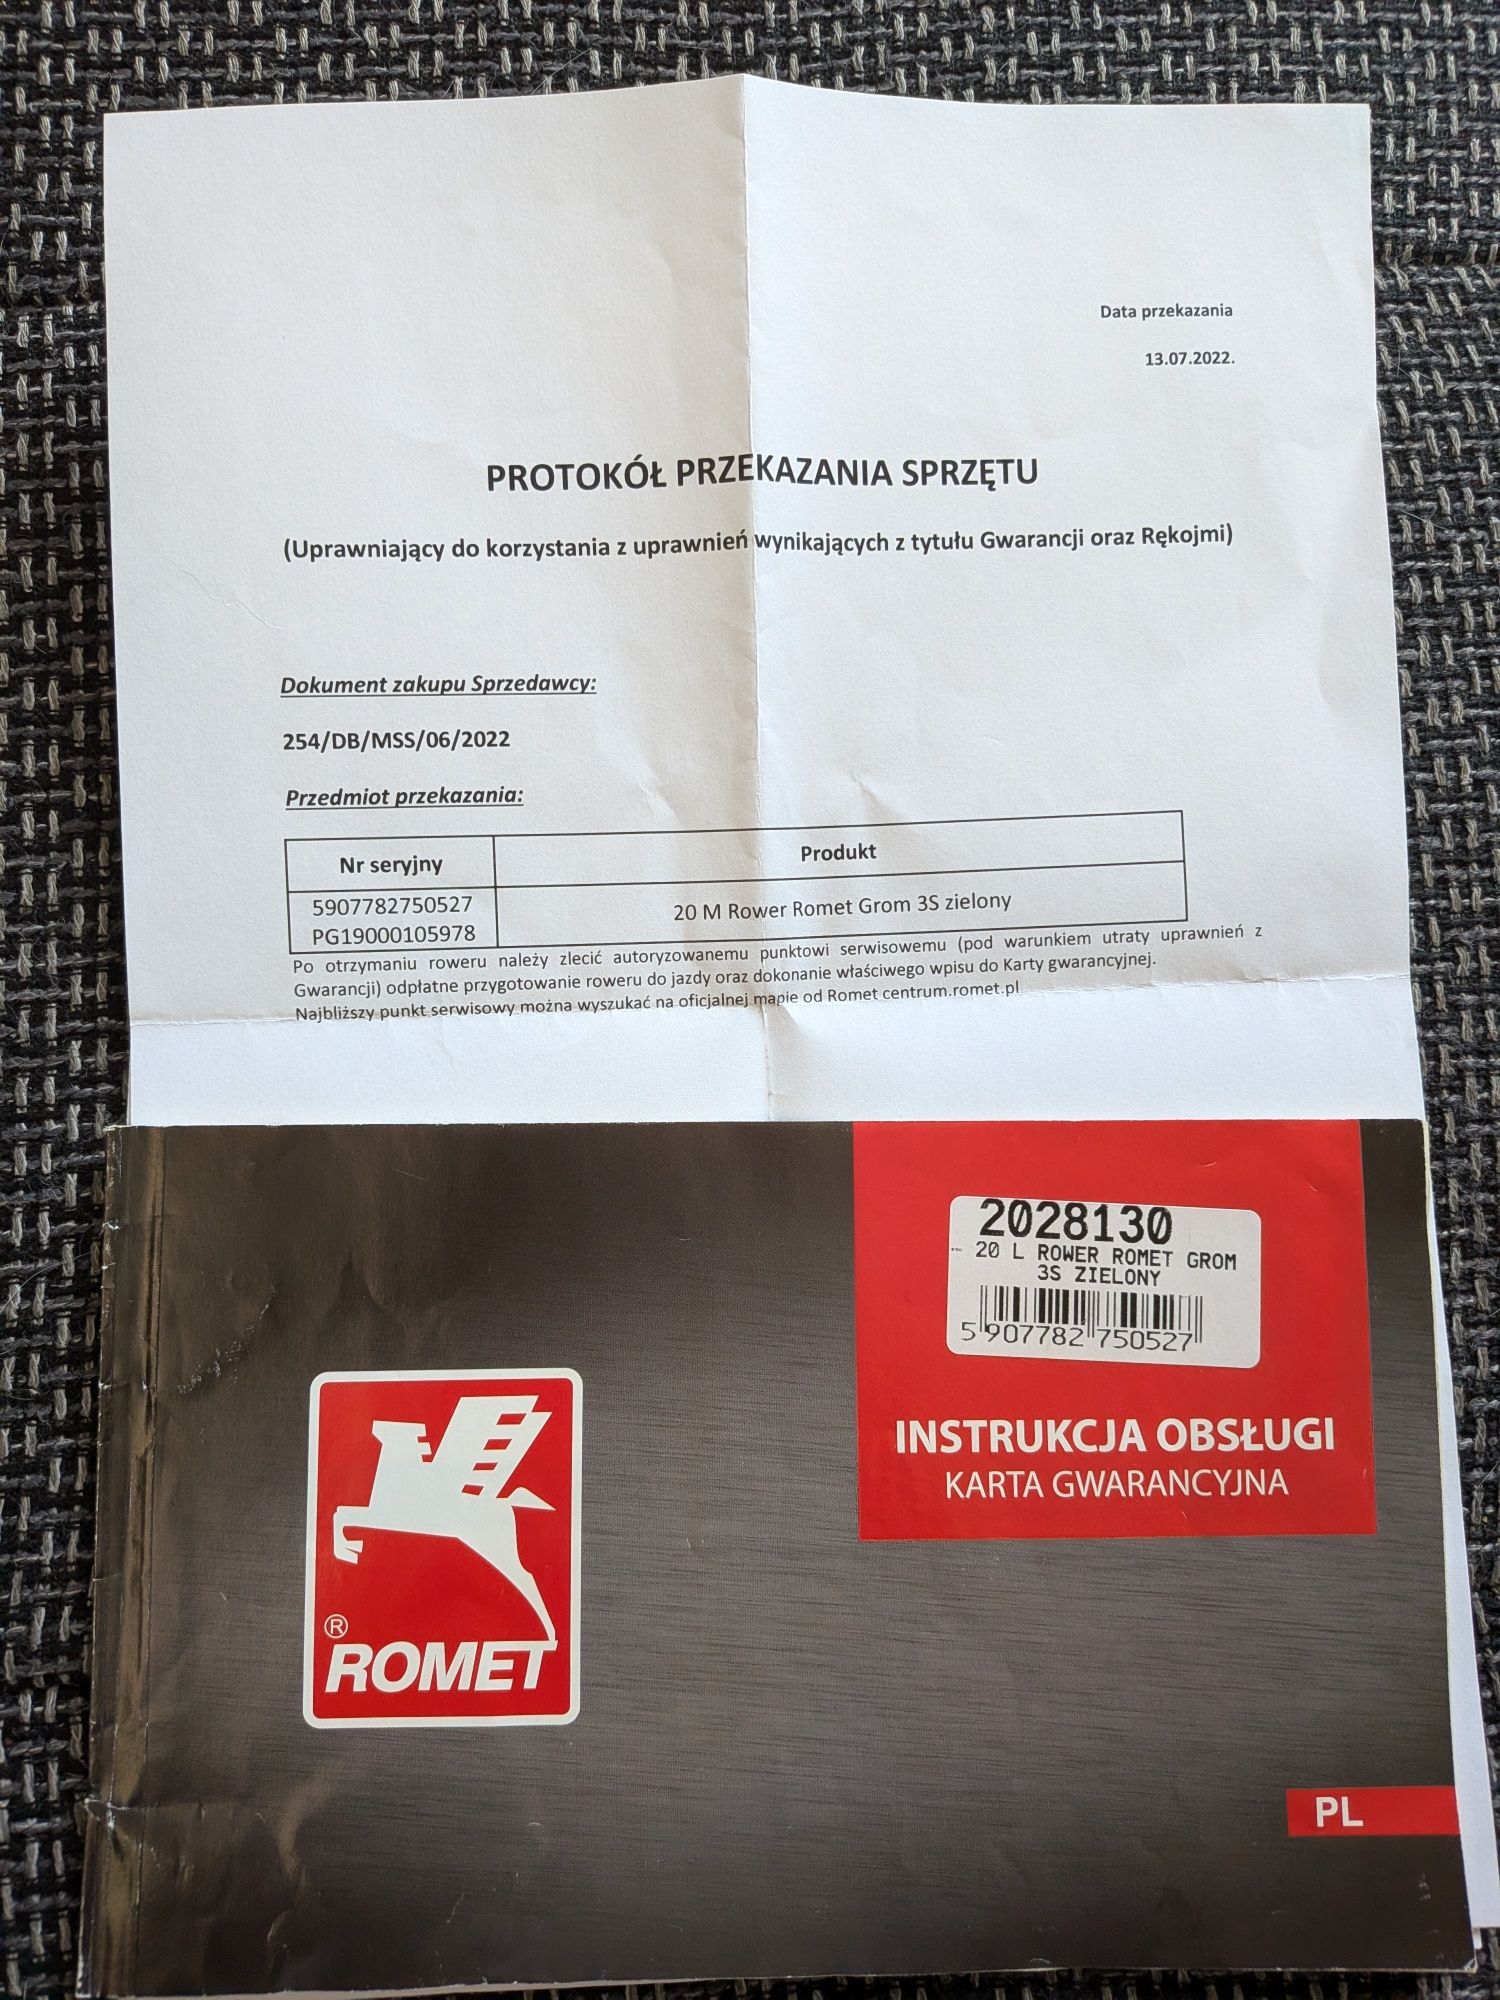 Data przekazania
13.07.2022.
PROTOKÓŁ PRZEKAZANIA SPRZĘTU
(Uprawniający do korzystania z uprawnień wynikających z tytułu Gwarancji oraz Rękojmi)
Dokument zakupu Sprzedawcy:
254/DB/MSS/06/2022
Przedmiot przekazania:
Nr seryjny Produkt
5907782750527
PG19000105978
20 M Rower Romet Grom 3S zielony
Po otrzymaniu roweru należy zlecić autoryzowanemu punktowi serwisowemu (pod warunkiem utraty uprawnień z
Gwarancji) odpłatne przygotowanie roweru do jazdy oraz dokonanie właściwego wpisu do Karty gwarancyjnej.
Najbliższy punkt serwisowy można wyszukać na oficjalnej mapie od Romet centrum.romet.pl
2028130
20 L ROWER ROMET GROM
3S ZIELONY
5 907782 750527
INSTRUKCJA OBSŁUGI
KARTA GWARANCYJNA
®
ROMET
PL